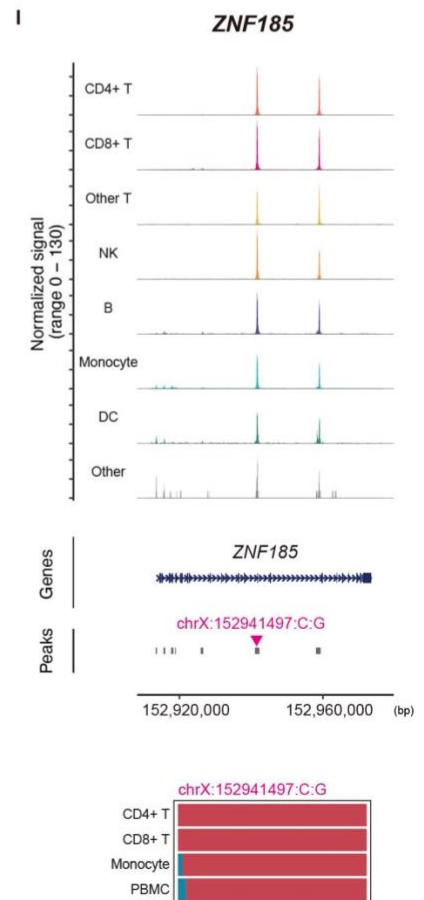 I
ZNF185
Normalized signal
(range 0 – 130)
CD4+ T
CD8+ T
Other T
NK
B
Monocyte
DC
Other
Genes
ZNF185
Peaks
chrX:152941497:C:G
152,920,000 152,960,000 (bp)
chrX:152941497:C:G
CD4+ T
CD8+ T
Monocyte
PBMC